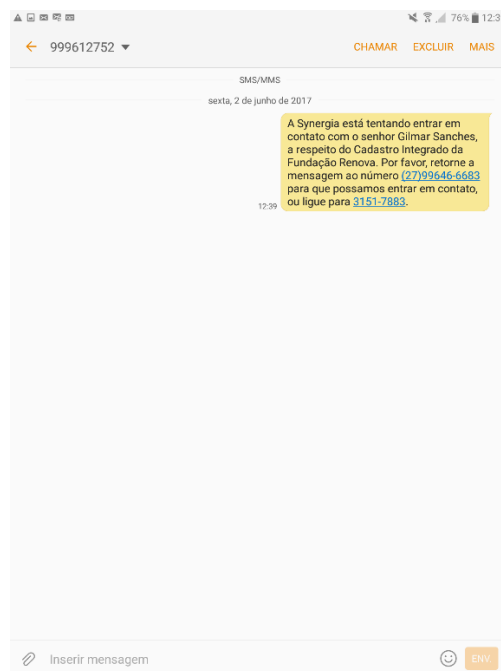 76% 12:3
999612752
CHAMAR EXCLUIR MAIS
SMS/MMS
sexta, 2 de junho de 2017
A Synergia está tentando entrar em
contato com o senhor Gilmar Sanches,
a respeito do Cadastro Integrado da
Fundação Renova. Por favor, retorne a
mensagem ao número (27)99646-6683
para que possamos entrar em contato,
ou ligue para 3151-7883.
12:39
Inserir mensagem
ENV